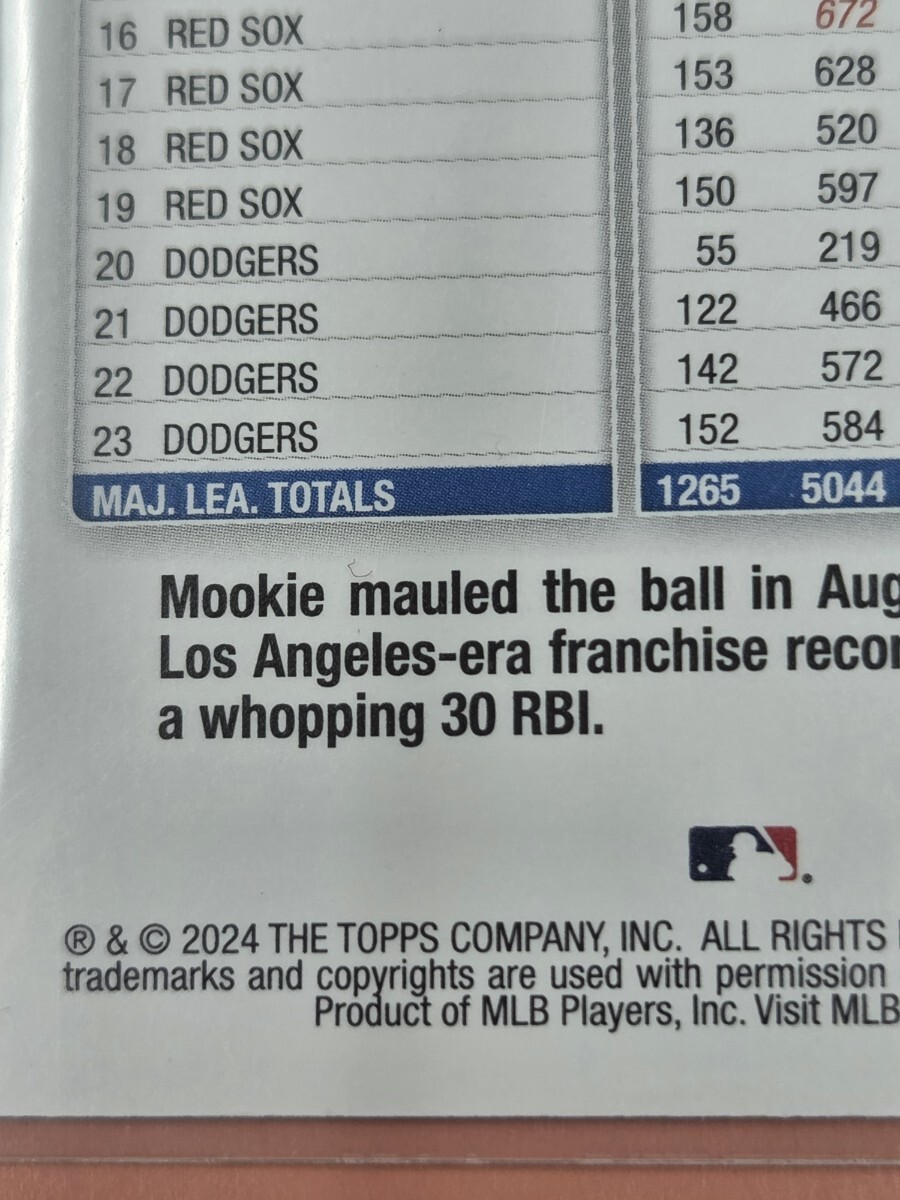 16 RED SOX 158 672
17 RED SOX 153 628
18 RED SOX 136 520
19 RED SOX 150 597
20 DODGERS 55 219
21 DODGERS 122 466
22 DODGERS 142 572
23 DODGERS 152 584
MAJ. LEA. TOTALS 1265 5044
Mookie mauled the ball in Aug
Los Angeles-era franchise recor
a whopping 30 RBI.
® & © 2024 THE TOPPS COMPANY, INC. ALL RIGHTS
trademarks and copyrights are used with permission
Product of MLB Players, Inc. Visit MLB